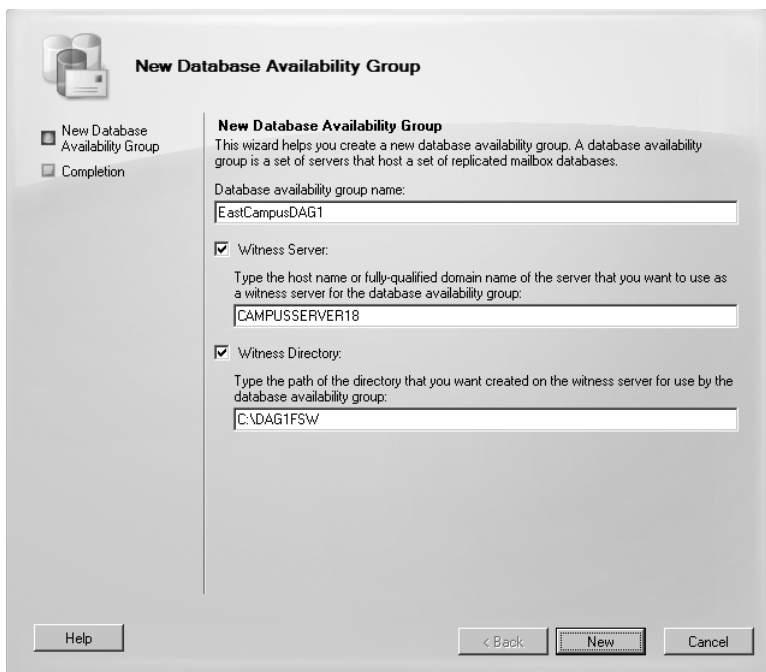 New Database Availability Group
New Database
Availability Group
Completion
New Database Availability Group
This wizard helps you create a new database availability group. A database availability
group is a set of servers that host a set of replicated mailbox databases.
Database availability group name:
EastCampusDAG1
Witness Server:
Type the host name or fully-qualified domain name of the server that you want to use as
a witness server for the database availability group:
CAMPUSSERVER18
Witness Directory:
Type the path of the directory that you want created on the witness server for use by the
database availability group:
C:\DAG1FSW
Help
< Back
New
Cancel